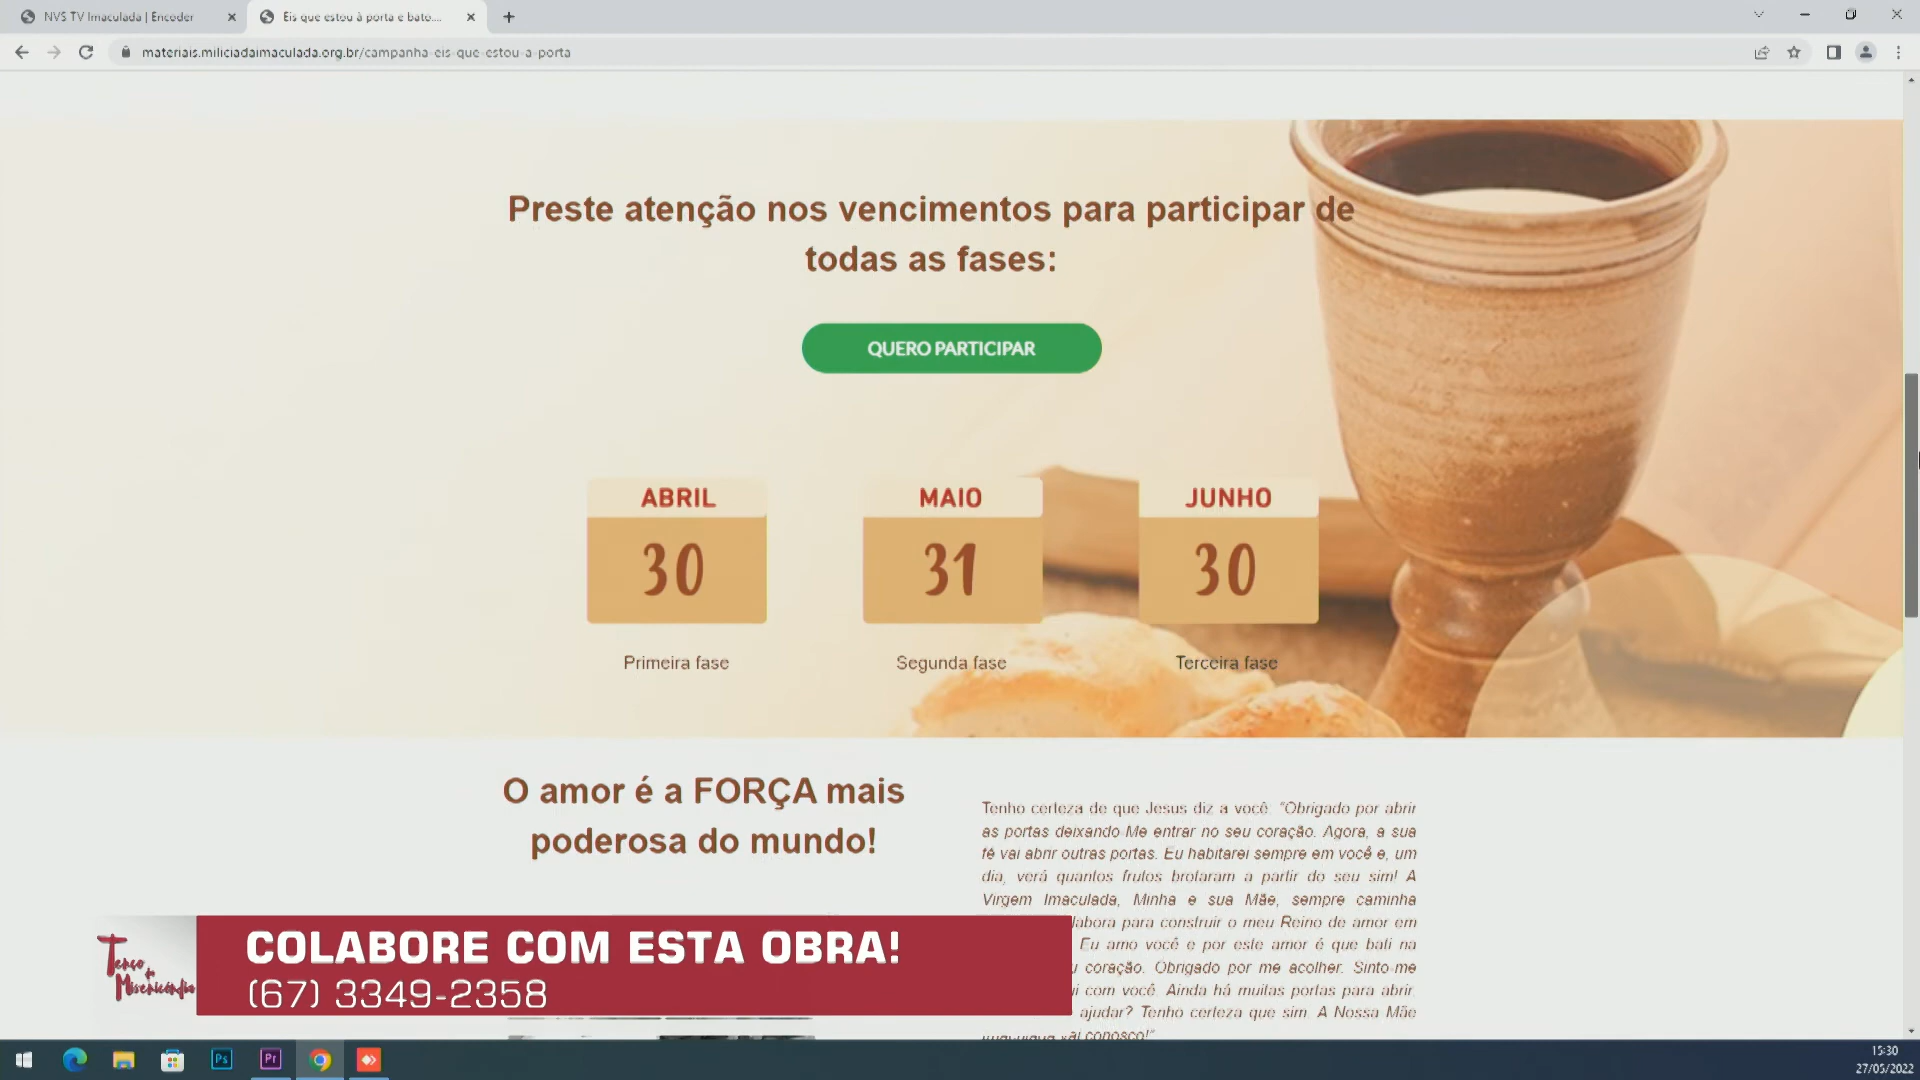 NVS TV Imaculada | Encoder
Eis que estou à porta e bato....
materiais.miliciadaimaculada.org.br/campanha-eis-que-estou-a-porta
Preste atenção nos vencimentos para participar de
todas as fases:
QUERO PARTICIPAR
ABRIL
30
Primeira fase
MAIO
31
Segunda fase
JUNHO
30
Terceira fase
O amor é a FORÇA mais
poderosa do mundo!
Tenho certeza de que Jesus diz a você: “Obrigado por abrir
as portas deixando-Me entrar no seu coração. Agora, a sua
fé vai abrir outras portas. Eu habitarei sempre em você e, um
dia, verá quantos frutos brotaram a partir do seu sim! A
Virgem Imaculada, Minha e sua Mãe, sempre caminha
labora para construir o meu Reino de amor em
Eu amo você e por este amor é que bati na
coração. Obrigado por me acolher. Sinto-me
com você. Ainda há muitas portas para abrir.
ajudar? Tenho certeza que sim. A Nossa Mãe
vai conosco!”
Terço da Misericórdia
COLABORE COM ESTA OBRA!
(67) 3349-2358
Ps
Pr
15:30
27/05/2022